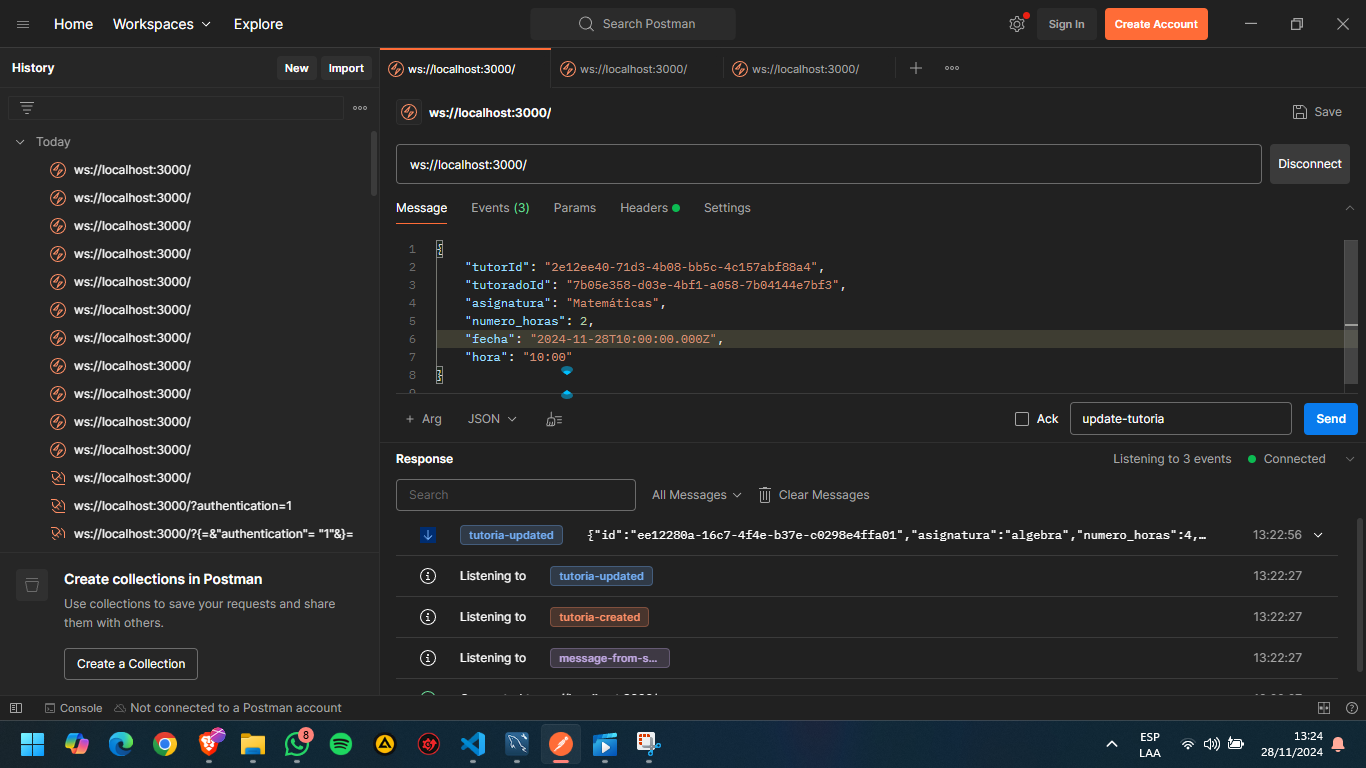 Home Workspaces Explore Search Postman Sign In Create Account
History New Import
Today
ws://localhost:3000/
ws://localhost:3000/
ws://localhost:3000/
ws://localhost:3000/
ws://localhost:3000/
ws://localhost:3000/
ws://localhost:3000/
ws://localhost:3000/
ws://localhost:3000/
ws://localhost:3000/
ws://localhost:3000/
ws://localhost:3000/
ws://localhost:3000/?authentication=1
ws://localhost:3000/?{=&"authentication"= "1"&}=
Create collections in Postman
Use collections to save your requests and share
them with others.
Create a Collection
ws://localhost:3000/ ws://localhost:3000/ ws://localhost:3000/
ws://localhost:3000/ Save
ws://localhost:3000/ Disconnect
Message Events (3) Params Headers Settings
1 {
2 "tutorId": "2e12ee40-71d3-4b08-bb5c-4c157abf88a4",
3 "tutoradoId": "7b05e358-d03e-4bf1-a058-7b04144e7bf3",
4 "asignatura": "Matemáticas",
5 "numero_horas": 2,
6 "fecha": "2024-11-28T10:00:00.000Z",
7 "hora": "10:00"
8 }
+ Arg JSON Ack update-tutoria Send
Response Listening to 3 events Connected
Search All Messages Clear Messages
tutoria-updated {"id":"ee12280a-16c7-4f4e-b37e-c0298e4ffa01","asignatura":"algebra","numero_horas":4,… 13:22:56
Listening to tutoria-updated 13:22:27
Listening to tutoria-created 13:22:27
Listening to message-from-s... 13:22:27
Console Not connected to a Postman account
8
ESP
LAA
13:24
28/11/2024